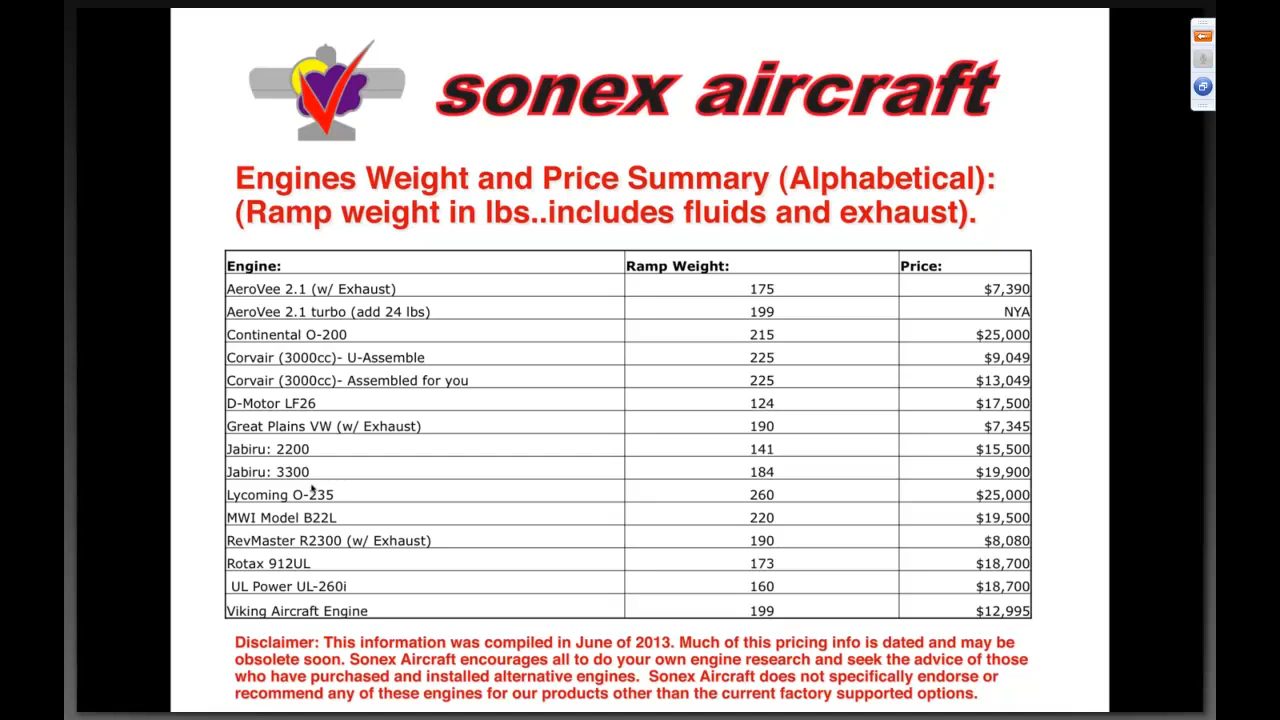 sonex aircraft
Engines Weight and Price Summary (Alphabetical):
(Ramp weight in lbs..includes fluids and exhaust).
Engine: Ramp Weight: Price:
AeroVee 2.1 (w/ Exhaust) 175 $7,390
AeroVee 2.1 turbo (add 24 lbs) 199 NYA
Continental O-200 215 $25,000
Corvair (3000cc)- U-Assemble 225 $9,049
Corvair (3000cc)- Assembled for you 225 $13,049
D-Motor LF26 124 $17,500
Great Plains VW (w/ Exhaust) 190 $7,345
Jabiru: 2200 141 $15,500
Jabiru: 3300 184 $19,900
Lycoming O-235 260 $25,000
MWI Model B22L 220 $19,500
RevMaster R2300 (w/ Exhaust) 190 $8,080
Rotax 912UL 173 $18,700
UL Power UL-260i 160 $18,700
Viking Aircraft Engine 199 $12,995
Disclaimer: This information was compiled in June of 2013. Much of this pricing info is dated and may be
obsolete soon. Sonex Aircraft encourages all to do your own engine research and seek the advice of those
who have purchased and installed alternative engines. Sonex Aircraft does not specifically endorse or
recommend any of these engines for our products other than the current factory supported options.